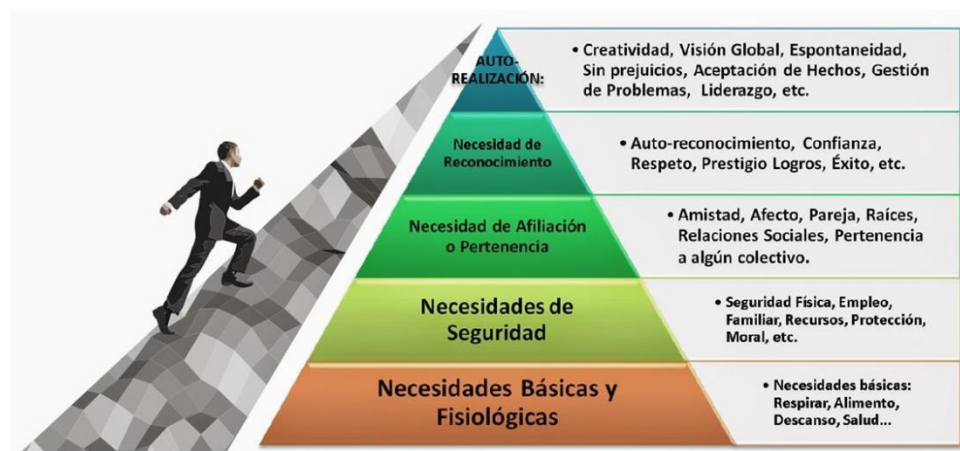 AUTO-
REALIZACIÓN:
• Creatividad, Visión Global, Espontaneidad,
Sin prejuicios, Aceptación de Hechos, Gestión
de Problemas, Liderazgo, etc.
Necesidad de
Reconocimiento
• Auto-reconocimiento, Confianza,
Respeto, Prestigio Logros, Éxito, etc.
Necesidad de Afiliación
o Pertenencia
• Amistad, Afecto, Pareja, Raíces,
Relaciones Sociales, Pertenencia
a algún colectivo.
Necesidades de
Seguridad
• Seguridad Física, Empleo,
Familiar, Recursos, Protección,
Moral, etc.
Necesidades Básicas y
Fisiológicas
• Necesidades básicas:
Respirar, Alimento,
Descanso, Salud...